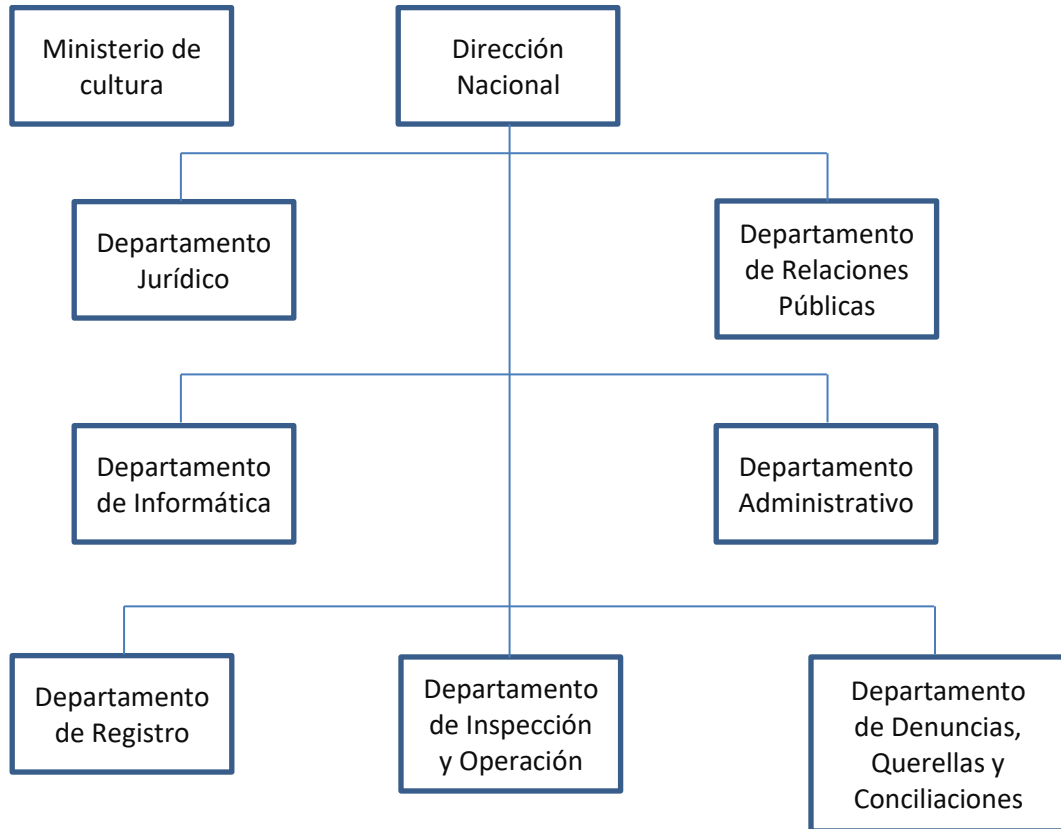 Ministerio de
cultura
Dirección
Nacional
Departamento
Jurídico
Departamento
de Relaciones
Públicas
Departamento
de Informática
Departamento
Administrativo
Departamento
de Registro
Departamento
de Inspección
y Operación
Departamento
de Denuncias,
Querellas y
Conciliaciones